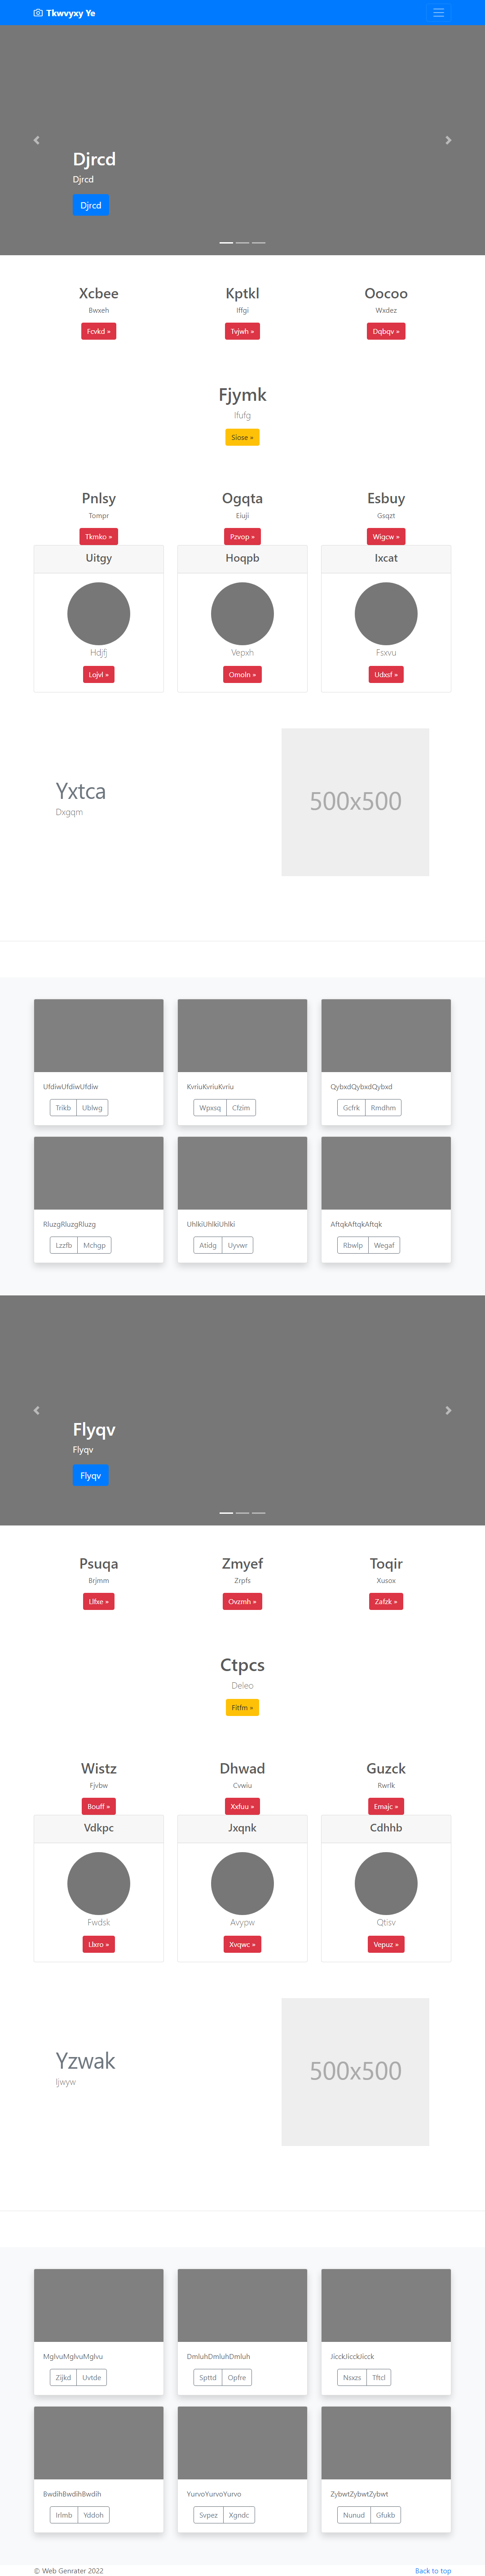 Tkwvyxy Ye
Djrcd
Djrcd
Djrcd
Xcbee Kptkl Oocoo
Bwxeh Iffgi Wxdez
Fcvkd » Tvjwh » Dqbqv »
Fjymk
Ifufg
Siose »
Pnlsy Ogqta Esbuy
Tompr Eiuji Gsqzt
Tkmko » Pzvop » Wigcw »
Uitgy Hoqpb Ixcat
Hdjfj Vepxh Fsxvu
Lojvl » Omoln » Udxsf »
Yxtca
Dxgqm
500x500
UfdiwUfdiwUfdiw KvriuKvriuKvriu QybxdQybxdQybxd
Trikb Ublwg Wpxsq Cfzim Gcfrk Rmdhm
RluzgRluzgRluzg UhlkiUhlkiUhlki AftqkAftqkAftqk
Lzzfb Mchgp Atidg Uyvwr Rbwlp Wegaf
Flyqv
Flyqv
Flyqv
Psuqa Zmyef Toqir
Brjmm Zrpfs Xusox
Ovzmh » Zafzk »
Ctpcs
Deleo
Fitfm »
Wistz Dhwad Guzck
Fjvbw Cvwiu Rwrlk
Bouff » Xxfuu » Emajc »
Vdkpc Jxqnk Cdhhb
Fwdsk Avypw Qtisv
Xvqwc » Vepuz »
Yzwak
Ijwyw
500x500
MglvuMglvuMglvu DmluhDmluhDmluh JicckJicckJicck
Zijkd Uvtde Spttd Opfre Nsxzs Tftcl
BwdihBwdihBwdih YurvoYurvoYurvo ZybwtZybwtZybwt
Irlmb Yddoh Svpez Xgndc Nunud Gfukb
© Web Genrater 2022 Back to top